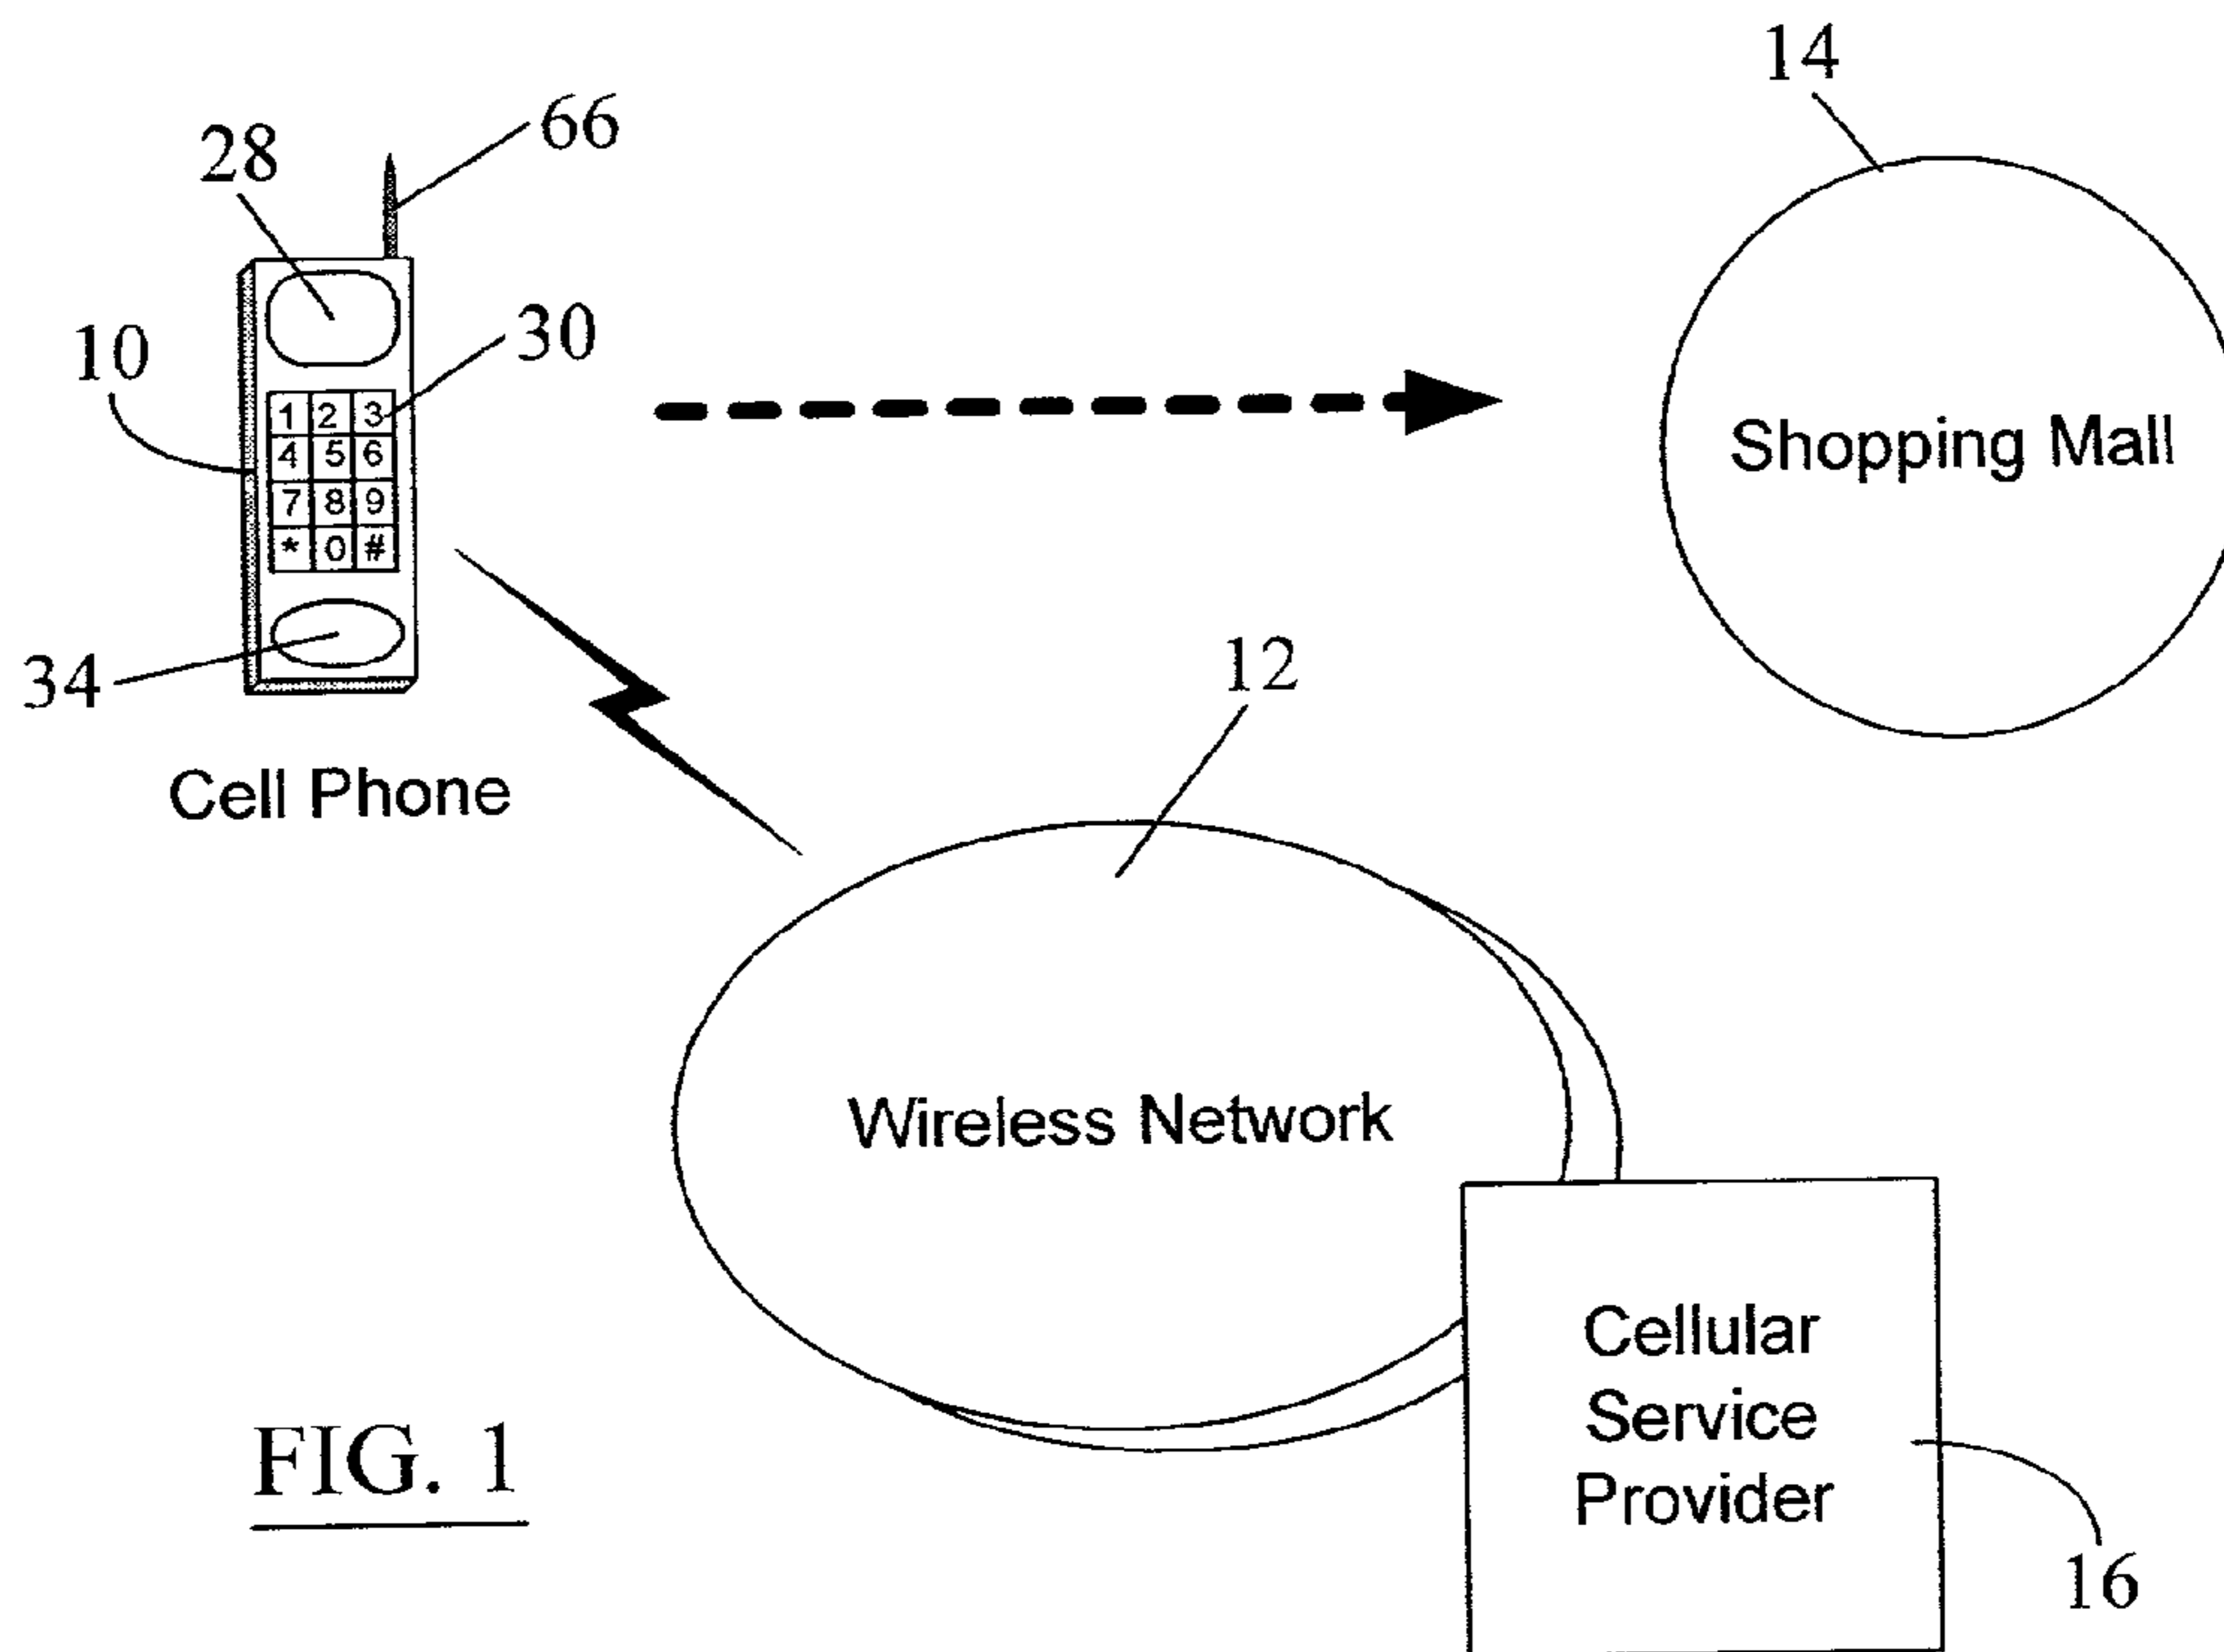 14
66
28
30
10
1 2 3
4 5 6
7 8 9
* 0 #
34
Shopping Mall
12
Cell Phone
Wireless Network
Cellular
Service
Provider
FIG. 1
16